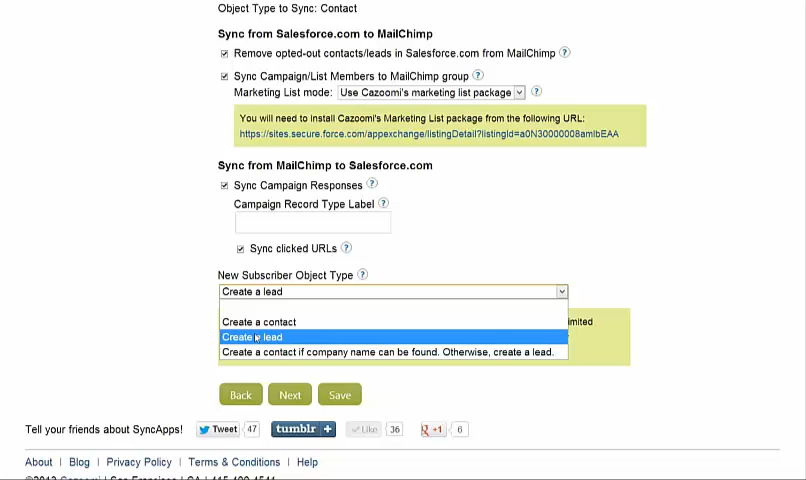 Object Type to Sync: Contact
Sync from Salesforce.com to MailChimp
Remove opted-out contacts/leads in Salesforce.com from MailChimp ?
Sync Campaign/List Members to MailChimp group ?
Marketing List mode: Use Cazoomi's marketing list package ?
You will need to install Cazoomi's Marketing List package from the following URL:
https://sites.secure.force.com/appexchange/listingDetail?listingId=a0N30000008amlbEAA
Sync from MailChimp to Salesforce.com
Sync Campaign Responses ?
Campaign Record Type Label ?
Sync clicked URLs ?
New Subscriber Object Type ?
Create a lead
Create a contact
imited
Create a lead
Create a contact if company name can be found. Otherwise, create a lead.
Back Next Save
Tell your friends about SyncApps! Tweet 47 tumblr. + Like 36 +1 6
About | Blog | Privacy Policy | Terms & Conditions | Help
©2013 Cazoomi | San Francisco | CA |